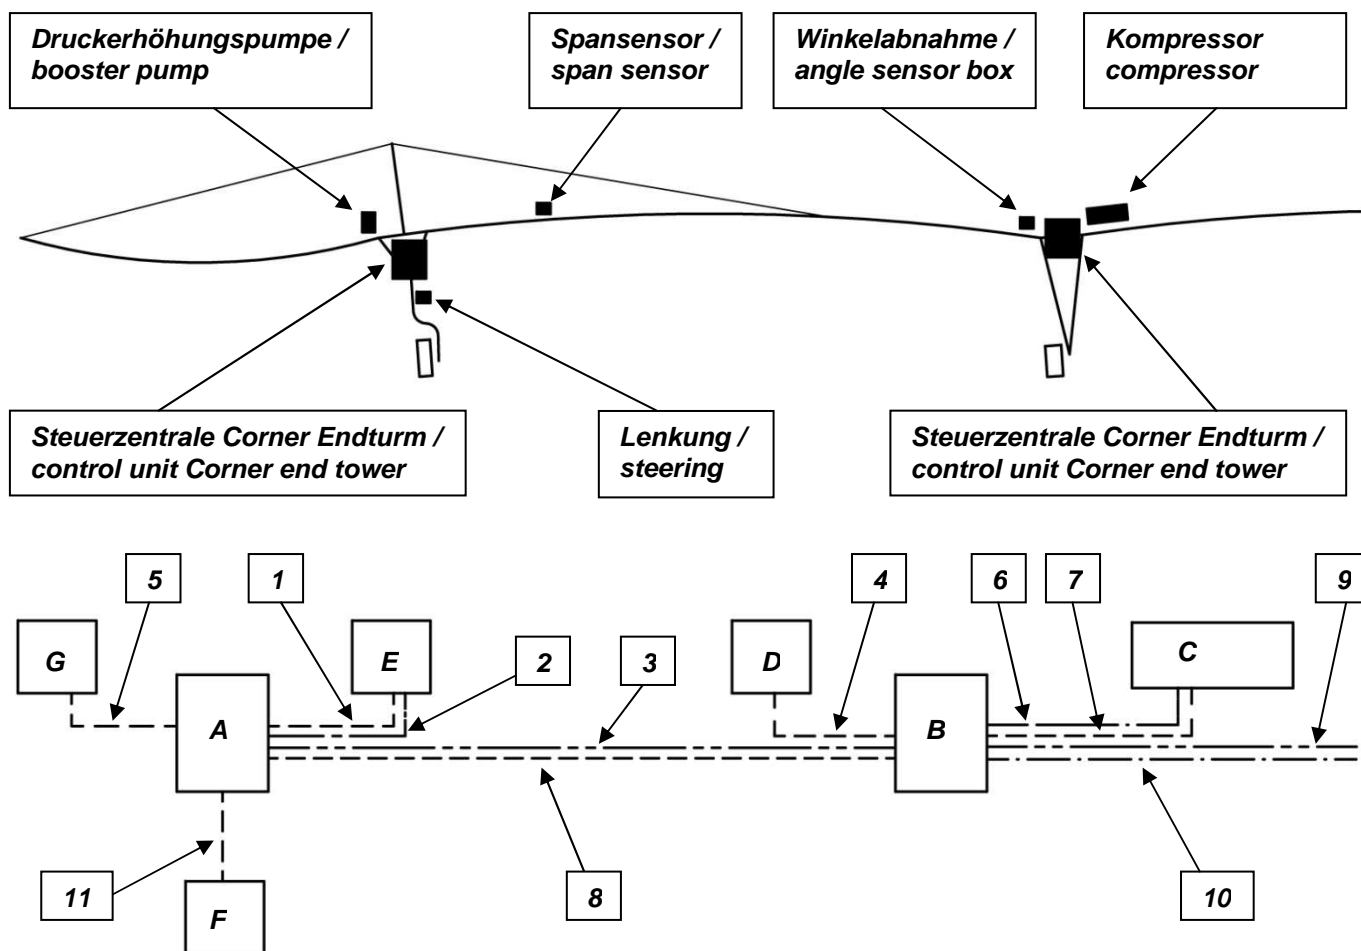 Druckerhöhungspumpe /
booster pump
Spansensor /
span sensor
Winkelabnahme /
angle sensor box
Kompressor
compressor
Steuerzentrale Corner Endturm /
control unit Corner end tower
Lenkung /
steering
Steuerzentrale Corner Endturm /
control unit Corner end tower
5
1
4
6
7
9
G
E
2
3
D
C
A
B
11
F
8
10